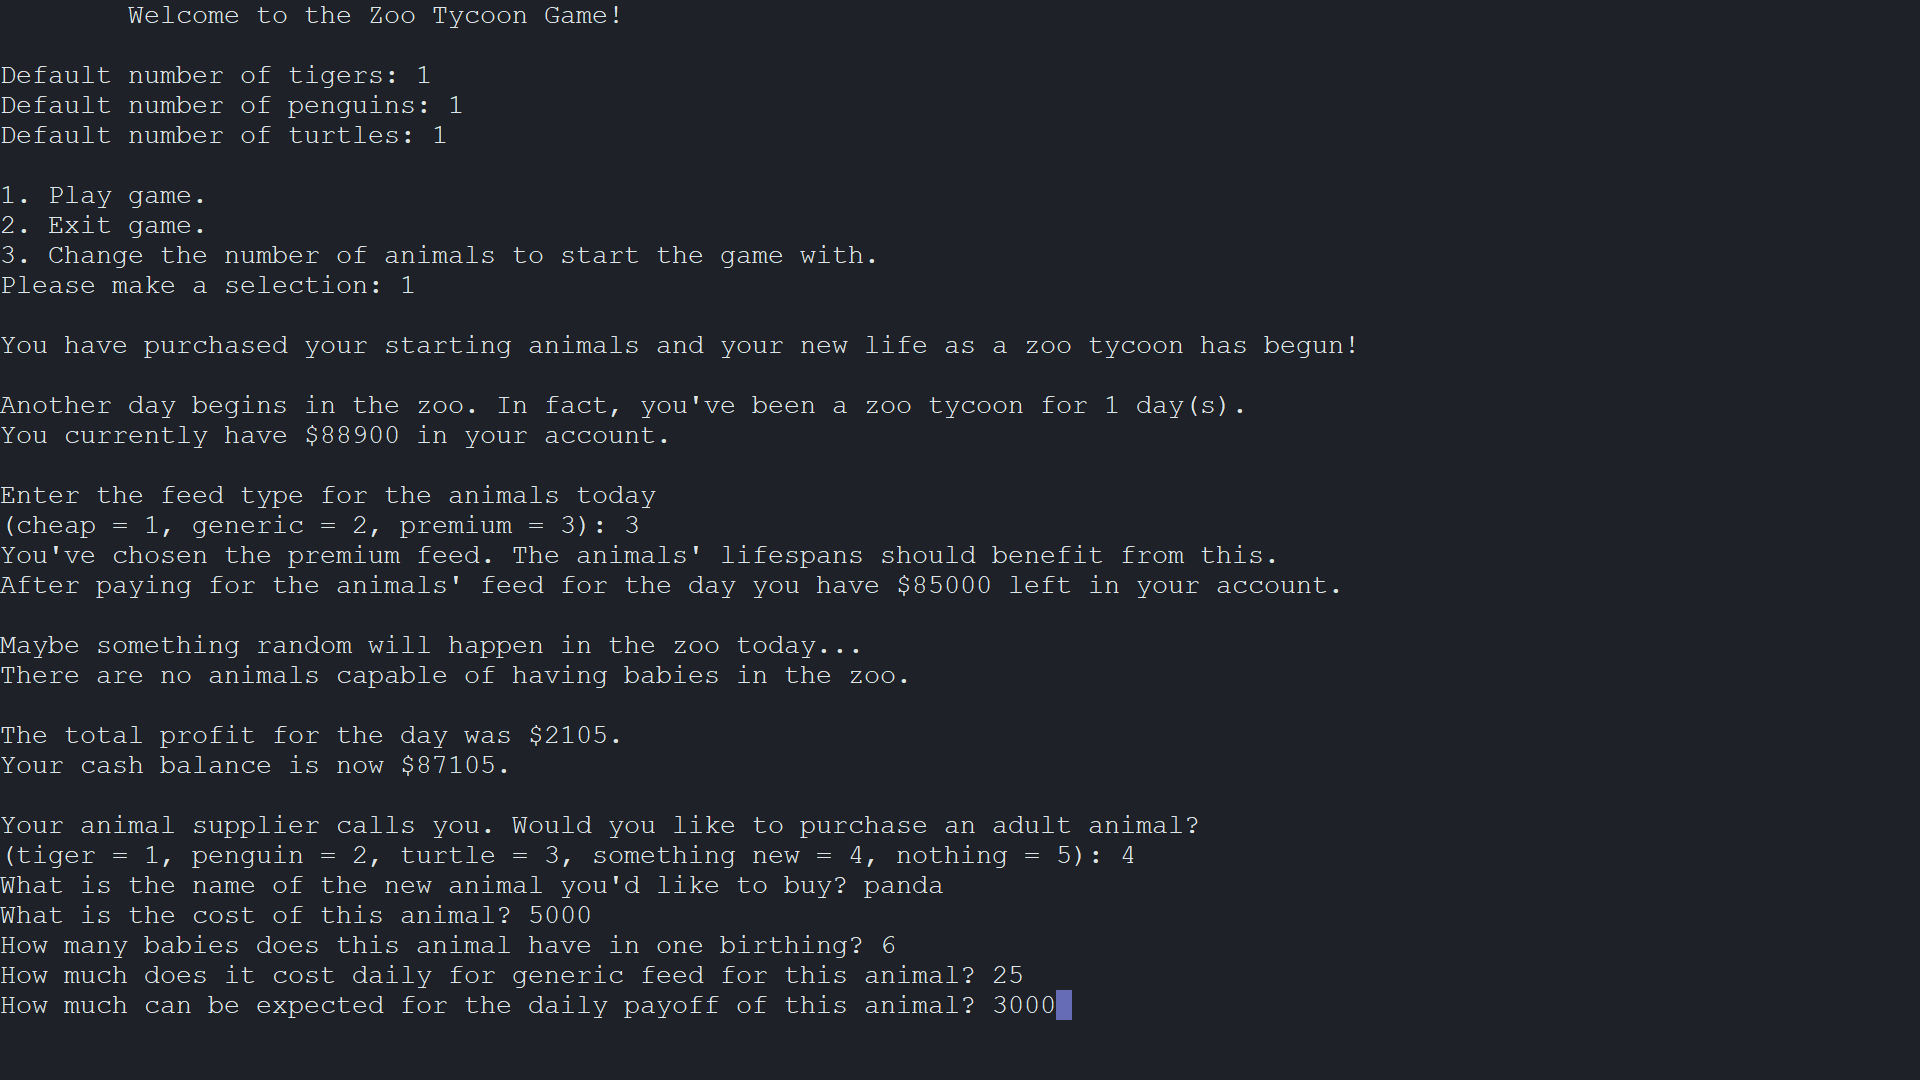 Welcome to the Zoo Tycoon Game!
Default number of tigers: 1
Default number of penguins: 1
Default number of turtles: 1
1. Play game.
2. Exit game.
3. Change the number of animals to start the game with.
Please make a selection: 1
You have purchased your starting animals and your new life as a zoo tycoon has begun!
Another day begins in the zoo. In fact, you've been a zoo tycoon for 1 day(s).
You currently have $88900 in your account.
Enter the feed type for the animals today
(cheap = 1, generic = 2, premium = 3): 3
You've chosen the premium feed. The animals' lifespans should benefit from this.
After paying for the animals' feed for the day you have $85000 left in your account.
Maybe something random will happen in the zoo today...
There are no animals capable of having babies in the zoo.
The total profit for the day was $2105.
Your cash balance is now $87105.
Your animal supplier calls you. Would you like to purchase an adult animal?
(tiger = 1, penguin = 2, turtle = 3, something new = 4, nothing = 5): 4
What is the name of the new animal you'd like to buy? panda
What is the cost of this animal? 5000
How many babies does this animal have in one birthing? 6
How much does it cost daily for generic feed for this animal? 25
How much can be expected for the daily payoff of this animal? 3000